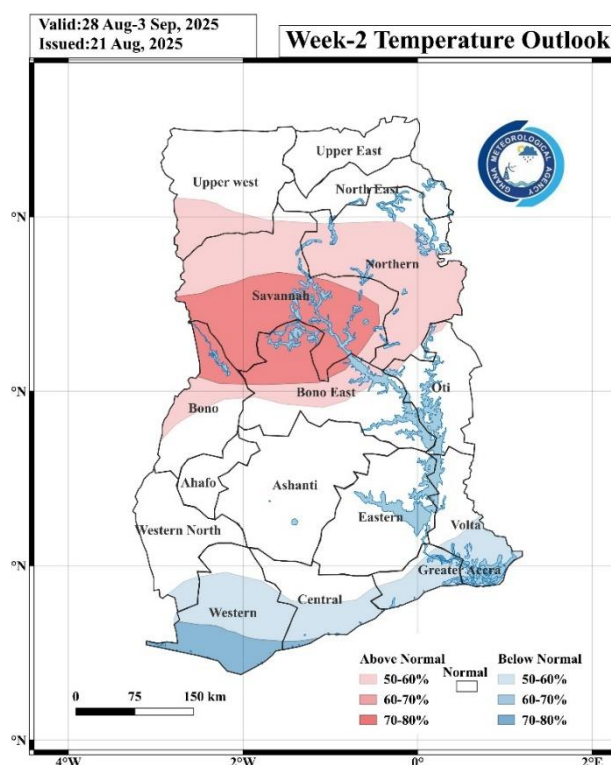 Valid:28 Aug-3 Sep, 2025
Issued:21 Aug, 2025
Week-2 Temperature Outlook
GHANA METEOROLOGICAL AGENCY
Upper East
Upper west
North East
°N
Northern
Savannah
°N
Bono East
Oti
Bono
Ahafo
Ashanti
Eastern
Volta
Western North
°N
Greater Accra
Central
Western
Above Normal
Normal
Below Normal
50-60%
50-60%
60-70%
60-70%
70-80%
70-80%
0
75
150 km
°N
4°W
2°W
0°
2°E